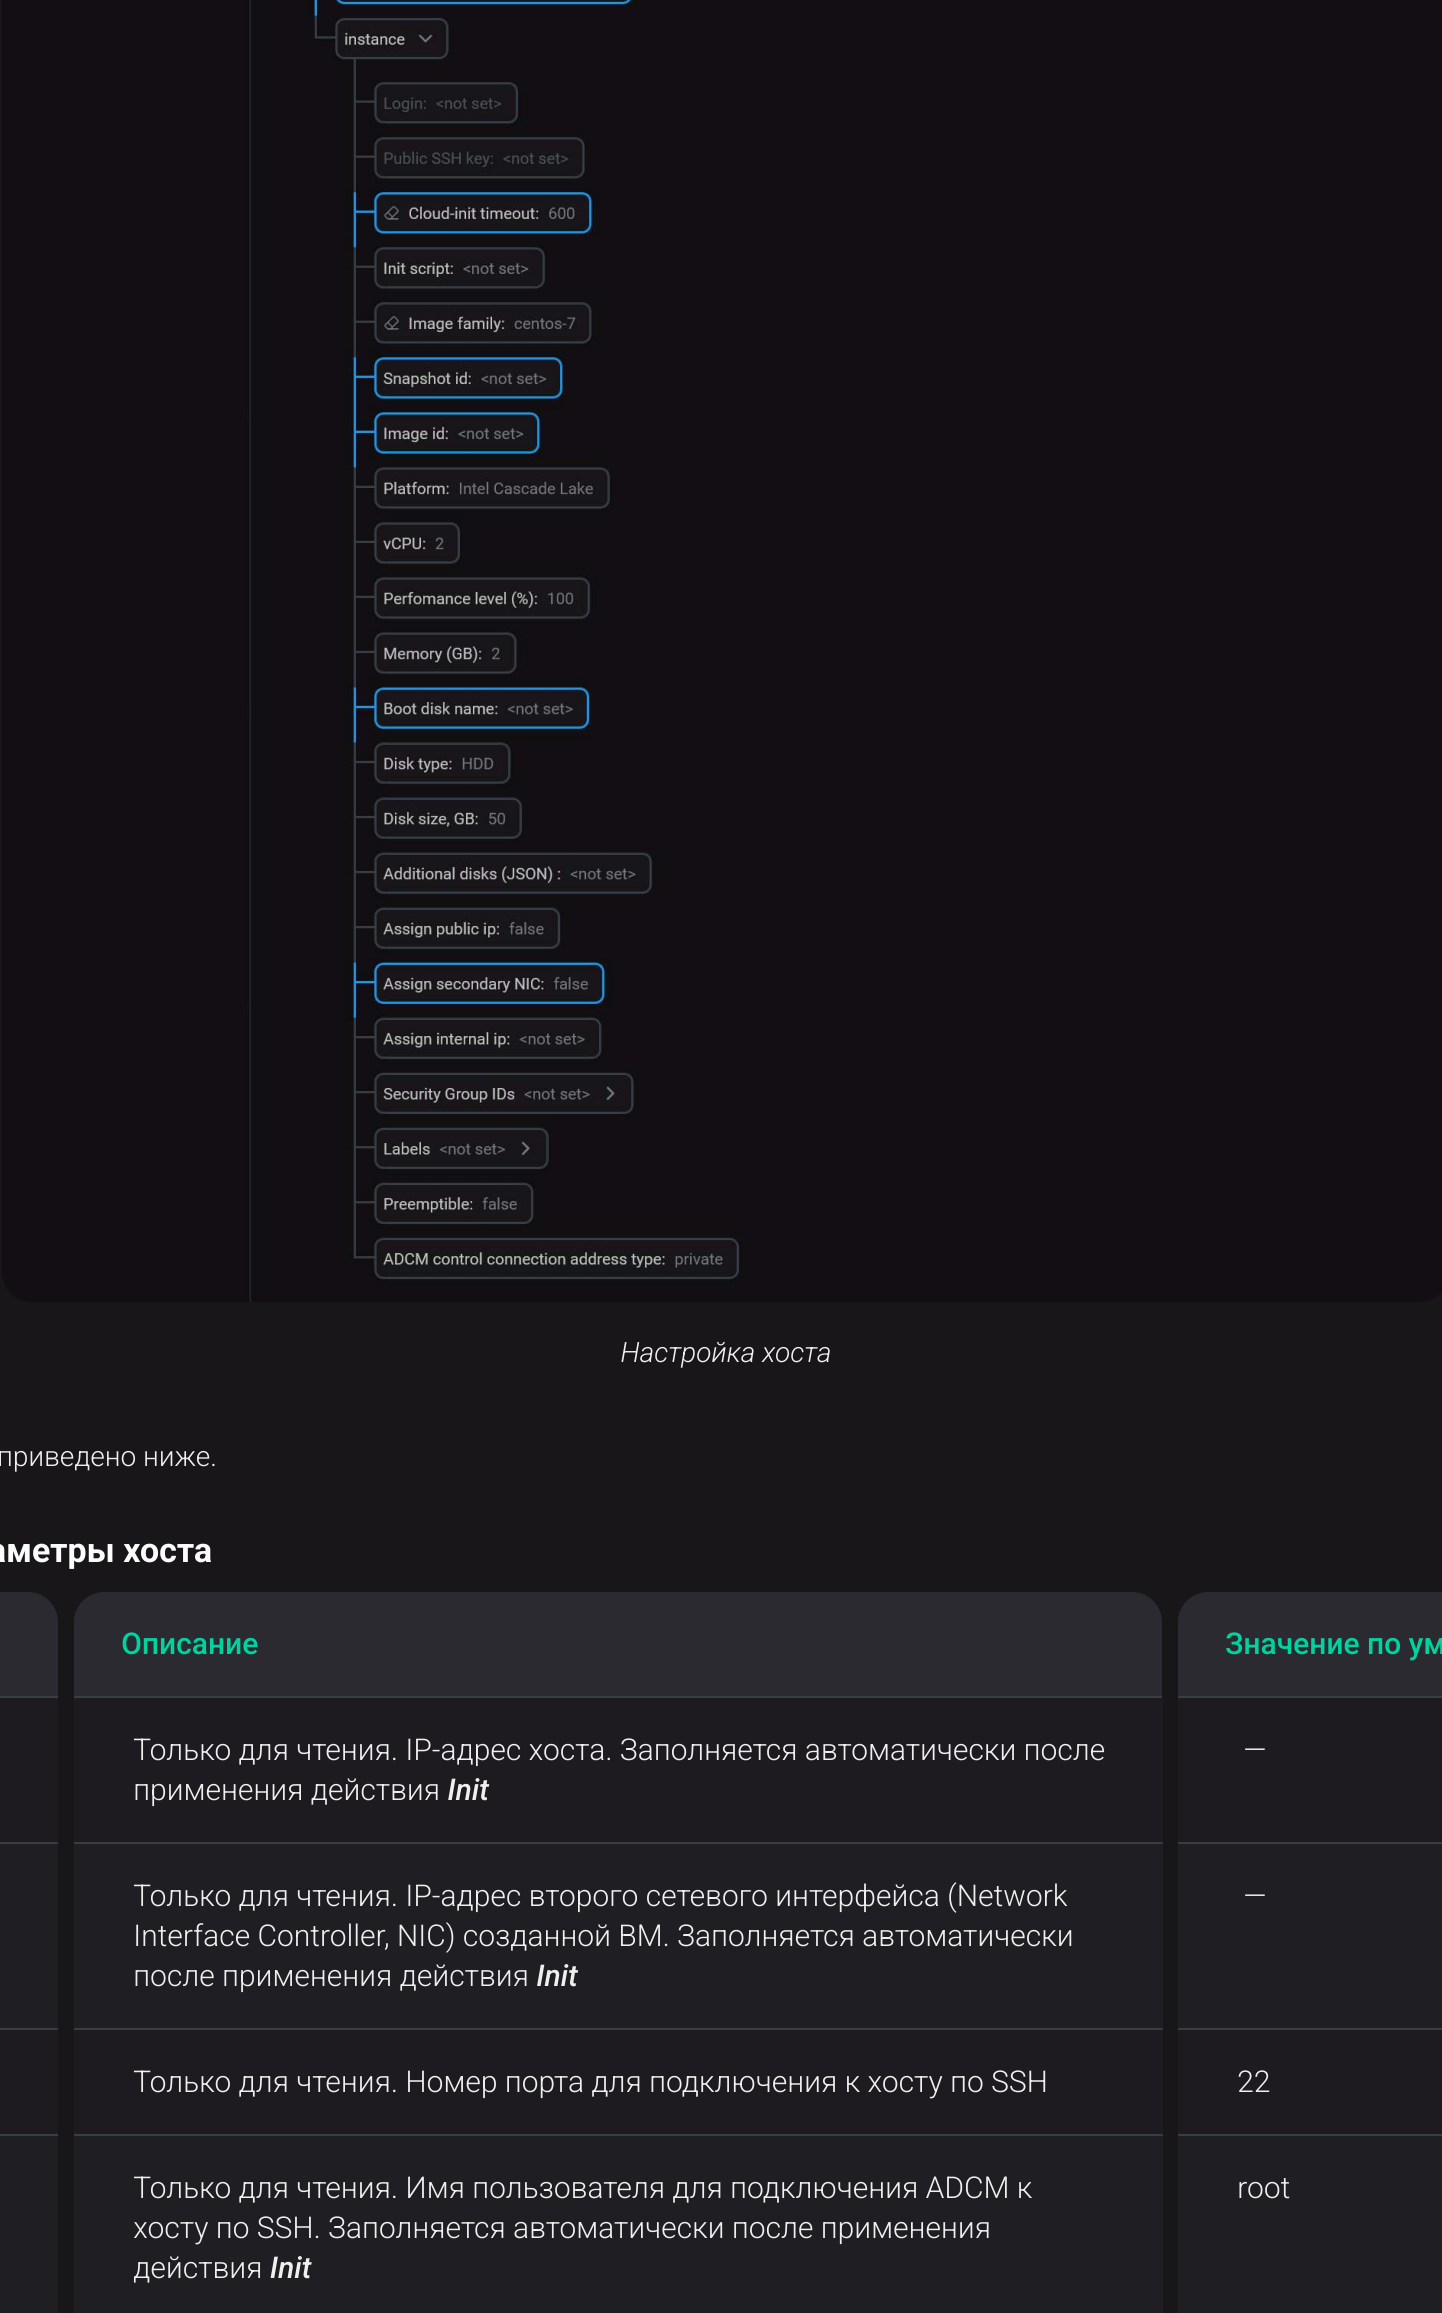 instance
Login: <not set>
Public SSH key: <not set>
Cloud-init timeout: 600
Init script: <not set>
Image family: centos-7
Snapshot id: <not set>
Image id: <not set>
Platform: Intel Cascade Lake
vCPU: 2
Perfomance level (%): 100
Memory (GB): 2
Boot disk name: <not set>
Disk type: HDD
Disk size, GB: 50
Additional disks (JSON) : <not set>
Assign public ip: false
Assign secondary NIC: false
Assign internal ip: <not set>
Security Group IDs <not set>
Labels <not set>
Preemptible: false
ADCM control connection address type: private
Настройка хоста
приведено ниже.
аметры хоста
Описание
Значение по ум
Только для чтения. IP-адрес хоста. Заполняется автоматически после
применения действия Init
—
Только для чтения. IP-адрес второго сетевого интерфейса (Network
Interface Controller, NIC) созданной ВМ. Заполняется автоматически
после применения действия Init
—
Только для чтения. Номер порта для подключения к хосту по SSH
22
Только для чтения. Имя пользователя для подключения ADCM к
хосту по SSH. Заполняется автоматически после применения
действия Init
root